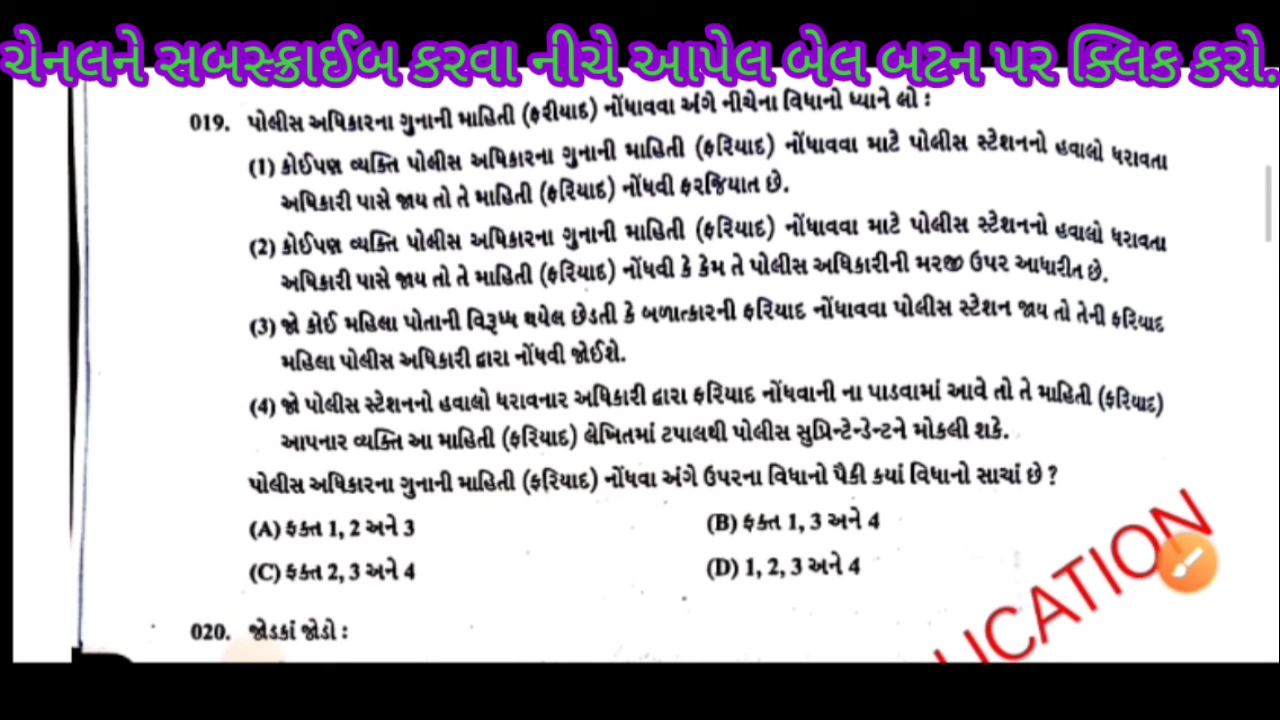 ચેનલને સબસ્ક્રાઈબ કરવા નીચે આપેલ બેલ બટન પર ક્લિક કરો.
019. પોલીસ અધિકારના ગુનાની માહિતી (ફરીયાદ) નોંધાવવા અંગે નીચેના વિધાનો ધ્યાને લો :
(1) કોઈપણ વ્યક્તિ પોલીસ અધિકારના ગુનાની માહિતી (ફરિયાદ) નોંધાવવા માટે પોલીસ સ્ટેશનનો હવાલો ધરાવતા
અધિકારી પાસે જાય તો તે માહિતી (ફરિયાદ) નોંધવી ફરજિયાત છે.
(2) કોઈપણ વ્યક્તિ પોલીસ અધિકારના ગુનાની માહિતી (ફરિયાદ) નોંધાવવા માટે પોલીસ સ્ટેશનનો હવાલો ધરાવતા
અધિકારી પાસે જાય તો તે માહિતી (ફરિયાદ) નોંધવી કે કેમ તે પોલીસ અધિકારીની મરજી ઉપર આધારીત છે.
(3) જો કોઈ મહિલા પોતાની વિરૂધ્ધ થયેલ છેડતી કે બળાત્કારની ફરિયાદ નોંધાવવા પોલીસ સ્ટેશન જાય તો તેની ફરિયાદ
મહિલા પોલીસ અધિકારી દ્વારા નોંધવી જોઈશે.
(4) જો પોલીસ સ્ટેશનનો હવાલો ધરાવનાર અધિકારી દ્વારા ફરિયાદ નોંધવાની ના પાડવામાં આવે તો તે માહિતી (ફરિયાદ)
આપનાર વ્યક્તિ આ માહિતી (ફરિયાદ) લેખિતમાં ટપાલથી પોલીસ સુપ્રિન્ટેન્ડેન્ટને મોકલી શકે.
પોલીસ અધિકારના ગુનાની માહિતી (ફરિયાદ) નોંધવા અંગે ઉપરના વિધાનો પૈકી કયાં વિધાનો સાચાં છે ?
(A) ફક્ત 1, 2 અને 3
(B) ફક્ત 1, 3 અને 4
(C) ફક્ત 2, 3 અને 4
(D) 1, 2, 3 અને 4
UCATION
020. જોડકાં જોડો :